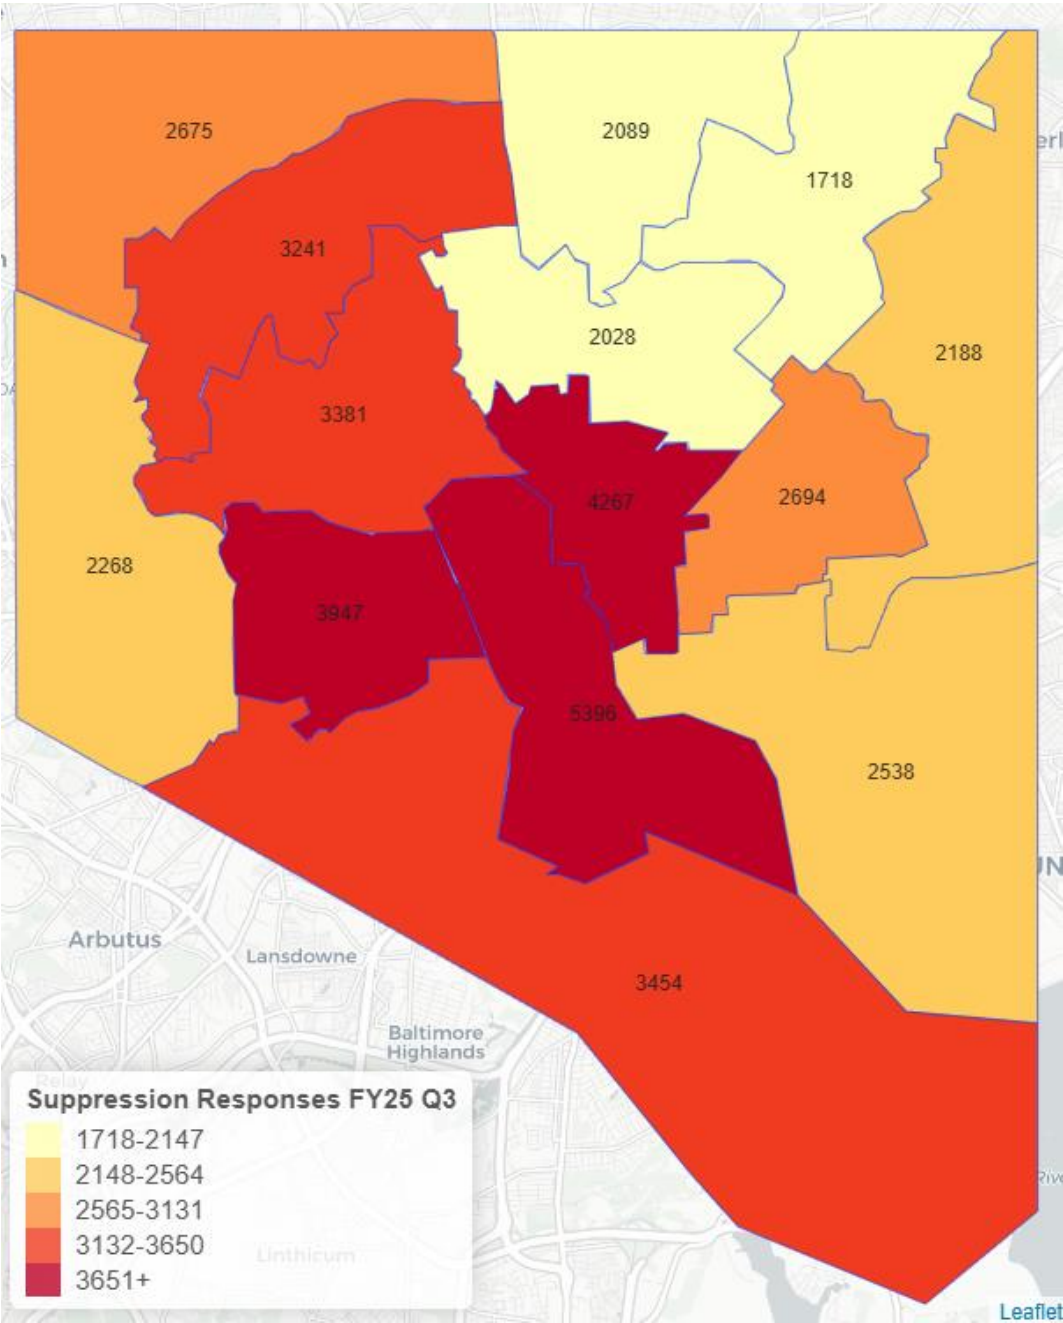 2675
2089
1718
3241
2028
2188
3381
2694
4267
2268
3947
5396
2538
Arbutus
Lansdowne
3454
Baltimore
Highlands
Relay
Suppression Responses FY25 Q3
1718-2147
2148-2564
2565-3131
3132-3650
3651+
Linthicum
Leaflet